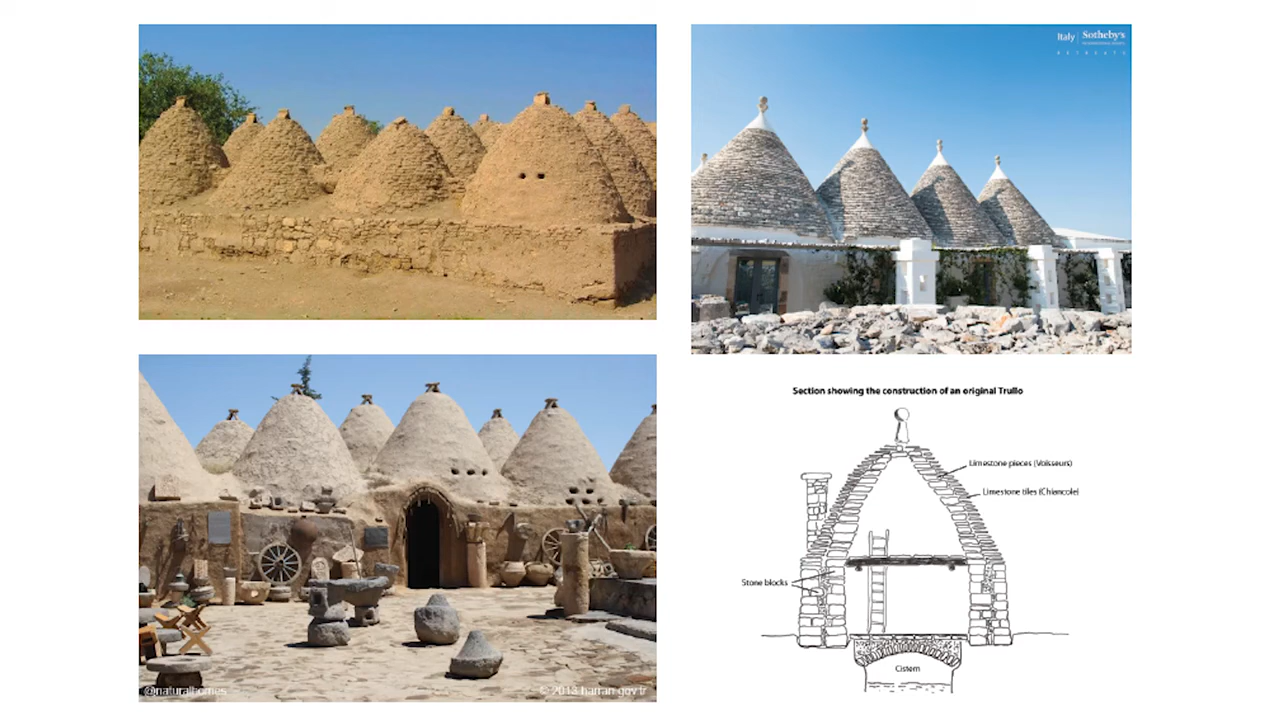 Italy | Sotheby's
RETREATS
Section showing the construction of an original Trullo
Limestone pieces (Voisseurs)
Limestone tiles (Chiancole)
Stone blocks
Cistern
@naturalhomes
© 2013 harran.gov.tr